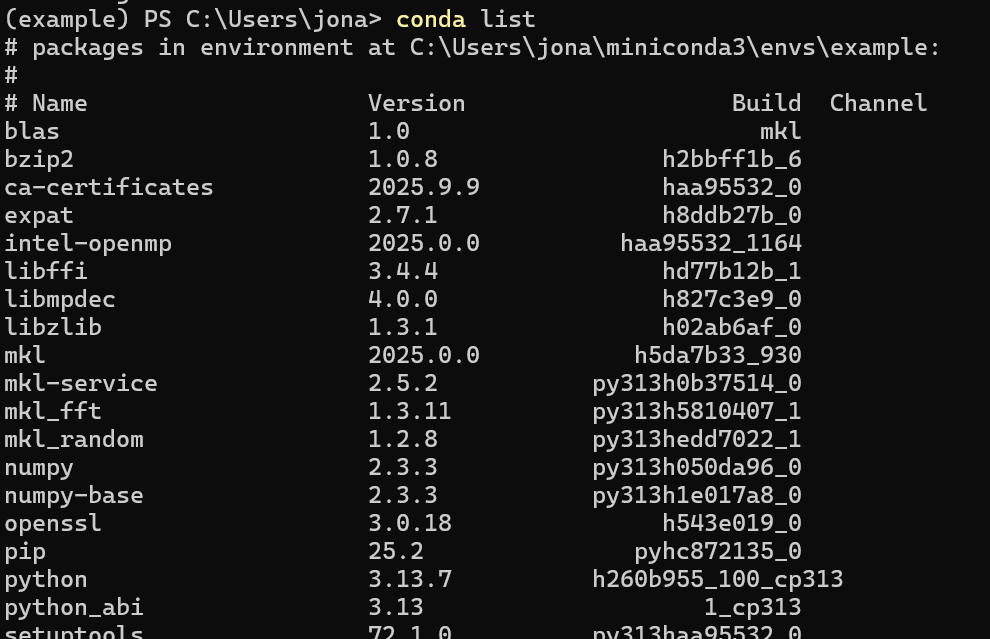 (example) PS C:\Users\jona> conda list
# packages in environment at C:\Users\jona\miniconda3\envs\example:
#
# Name                    Version                   Build  Channel
blas                      1.0                         mkl
bzip2                     1.0.8                h2bbff1b_6
ca-certificates           2025.9.9             haa95532_0
expat                     2.7.1                h8ddb27b_0
intel-openmp              2025.0.0          haa95532_1164
libffi                    3.4.4                hd77b12b_1
libmpdec                  4.0.0                h827c3e9_0
libzlib                   1.3.1                h02ab6af_0
mkl                       2025.0.0           h5da7b33_930
mkl-service               2.5.2           py313h0b37514_0
mkl_fft                   1.3.11          py313h5810407_1
mkl_random                1.2.8           py313hedd7022_1
numpy                     2.3.3           py313h050da96_0
numpy-base                2.3.3           py313h1e017a8_0
openssl                   3.0.18               h543e019_0
pip                       25.2               pyhc872135_0
python                    3.13.7          h260b955_100_cp313
python_abi                3.13                    1_cp313
setuptools                72.1.0          py313haa95532_0